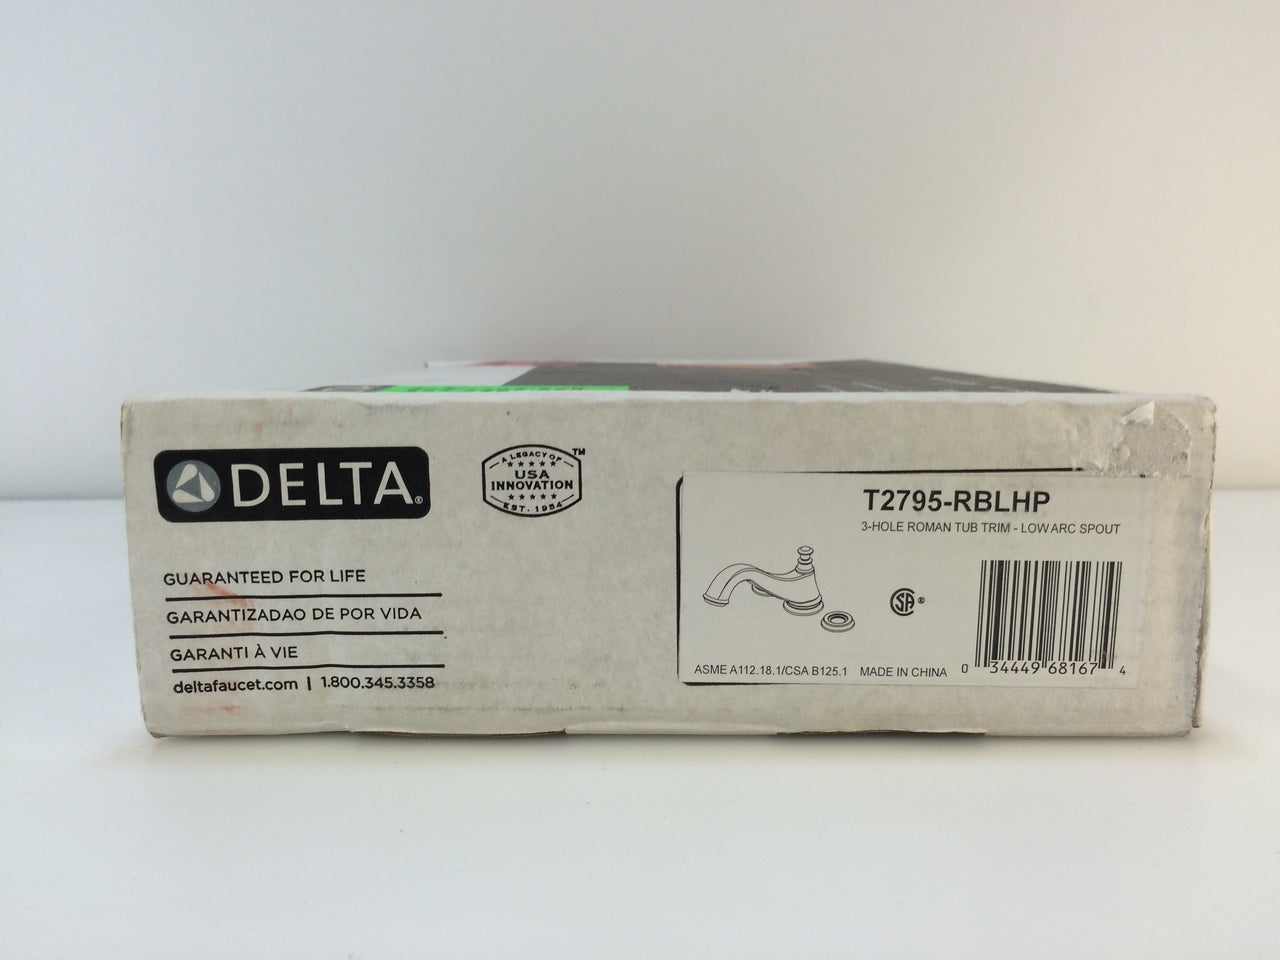 DELTA®
A LEGACY OF
USA
INNOVATION
EST. 1954
TM
GUARANTEED FOR LIFE
GARANTIZADAO DE POR VIDA
GARANTI À VIE
deltafaucet.com | 1.800.345.3358
T2795-RBLHP
3-HOLE ROMAN TUB TRIM - LOW ARC SPOUT
SA®
ASME A112.18.1/CSA B125.1 MADE IN CHINA
0 34449 68167 4